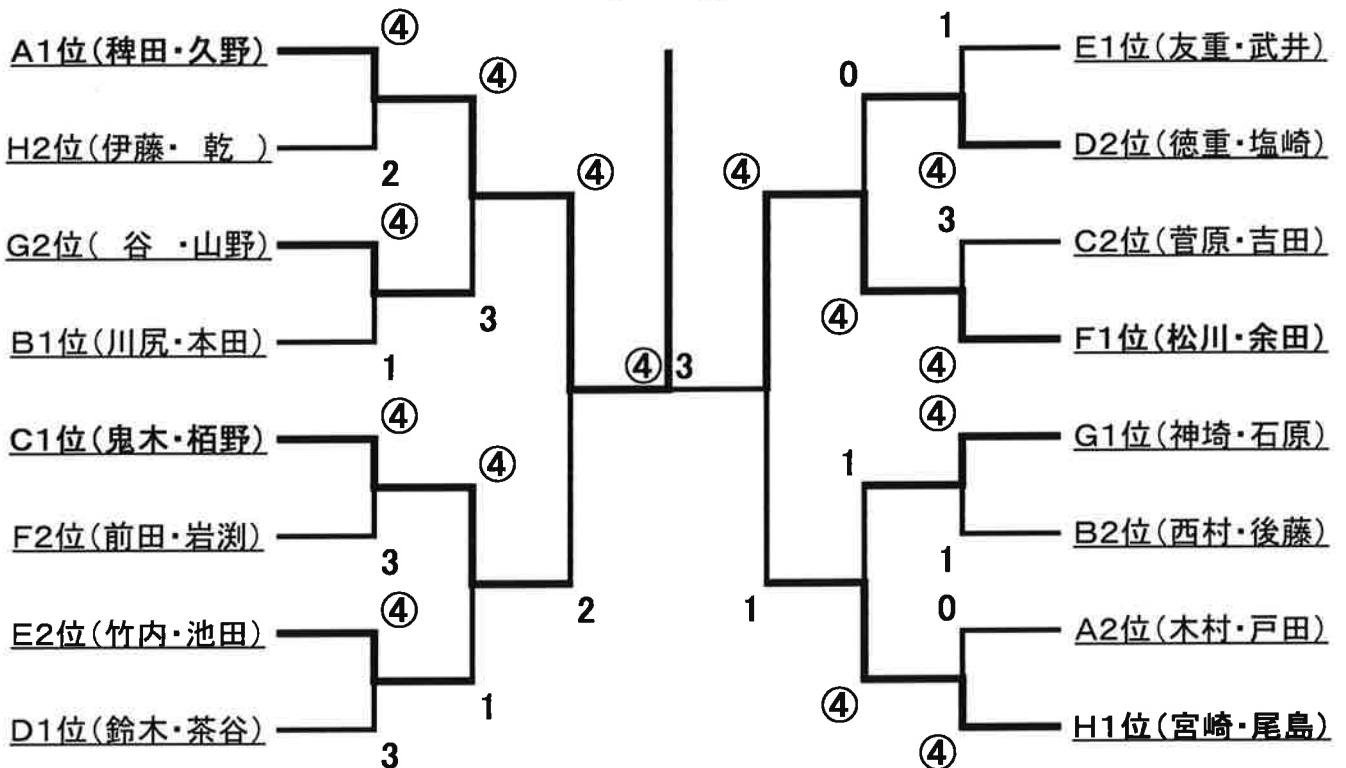 ④
1
A1位(稗田・久野)
E1位(友重・武井)
④
0
H2位(伊藤・ 乾 )
D2位(徳重・塩崎)
2
④
④
④
④
3
G2位( 谷 ・山野)
C2位(菅原・吉田)
3
④
B1位(川尻・本田)
F1位(松川・余田)
1
④3
④
④
④
C1位(鬼木・栢野)
G1位(神埼・石原)
④
1
F2位(前田・岩渕)
B2位(西村・後藤)
3
1
④
2
1
0
E2位(竹内・池田)
A2位(木村・戸田)
1
④
D1位(鈴木・茶谷)
H1位(宮崎・尾島)
3
④